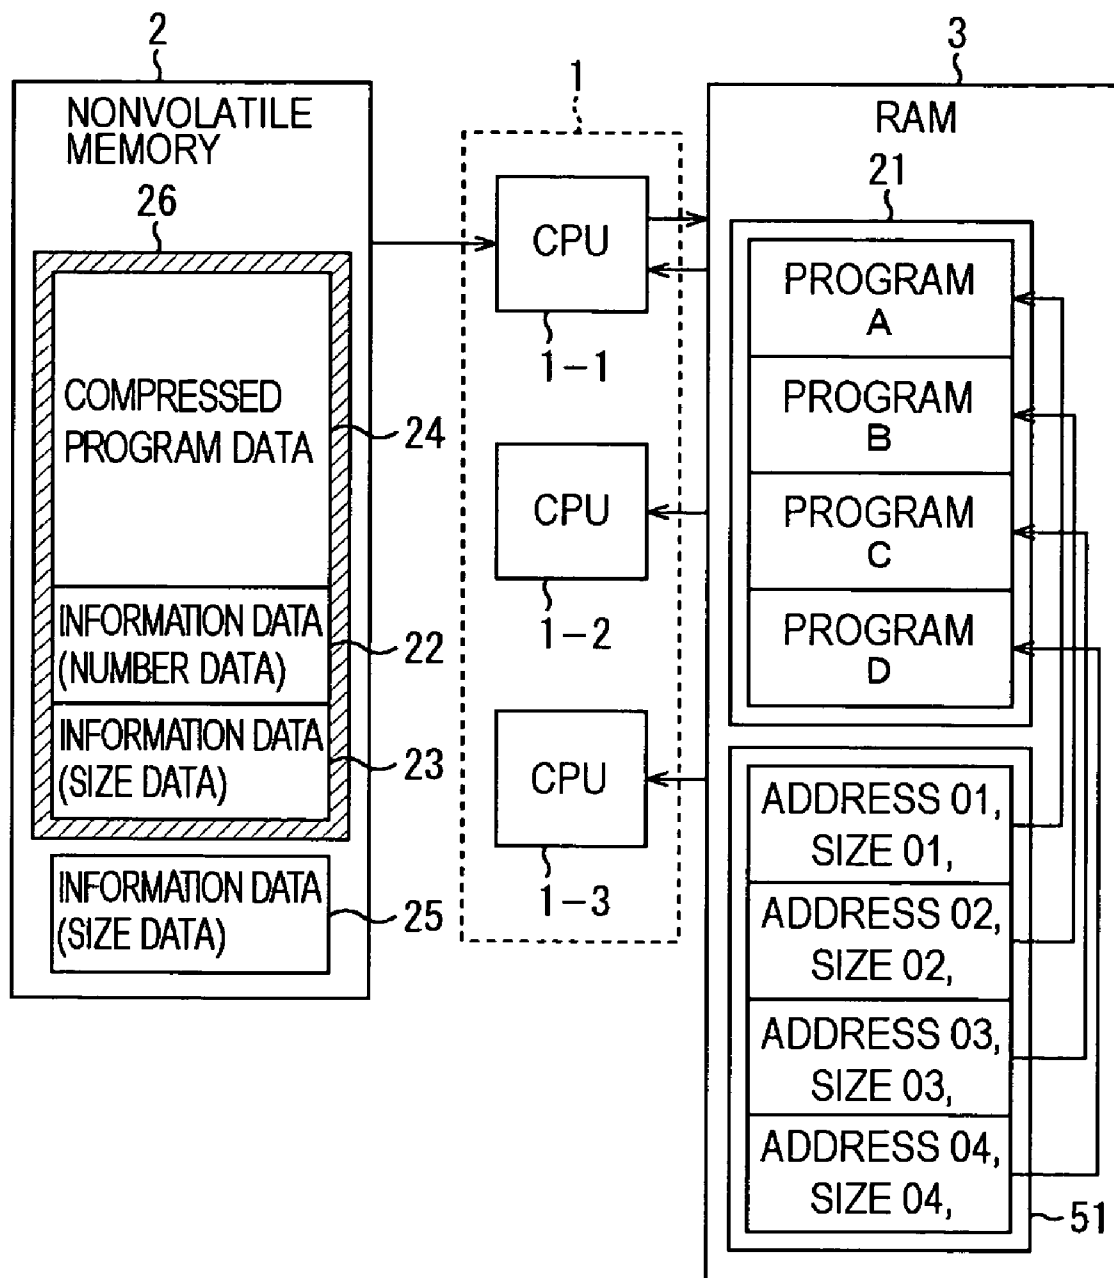 2
NONVOLATILE
MEMORY
26
COMPRESSED
PROGRAM DATA
24
INFORMATION DATA
(NUMBER DATA)
22
INFORMATION DATA
(SIZE DATA)
23
INFORMATION DATA
(SIZE DATA)
25
1
CPU
1-1
CPU
1-2
CPU
1-3
3
RAM
21
PROGRAM
A
PROGRAM
B
PROGRAM
C
PROGRAM
D
ADDRESS 01,
SIZE 01,
ADDRESS 02,
SIZE 02,
ADDRESS 03,
SIZE 03,
ADDRESS 04,
SIZE 04,
51